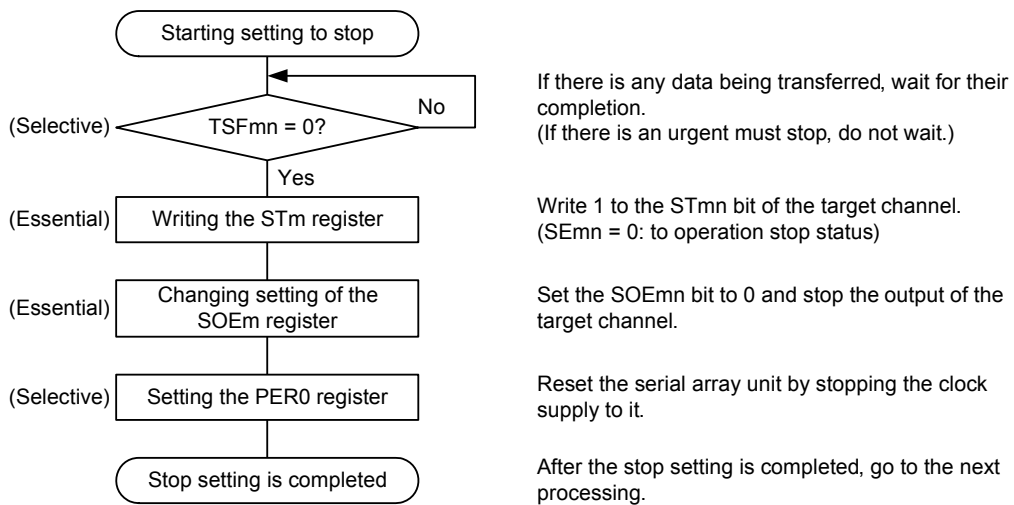 Starting setting to stop
No
If there is any data being transferred, wait for their
completion.
(If there is an urgent must stop, do not wait.)
(Selective)
TSFmn = 0?
Yes
(Essential)
Writing the STm register
Write 1 to the STmn bit of the target channel.
(SEmn = 0: to operation stop status)
(Essential)
Changing setting of the
SOEm register
Set the SOEmn bit to 0 and stop the output of the
target channel.
(Selective)
Setting the PER0 register
Reset the serial array unit by stopping the clock
supply to it.
Stop setting is completed
After the stop setting is completed, go to the next
processing.